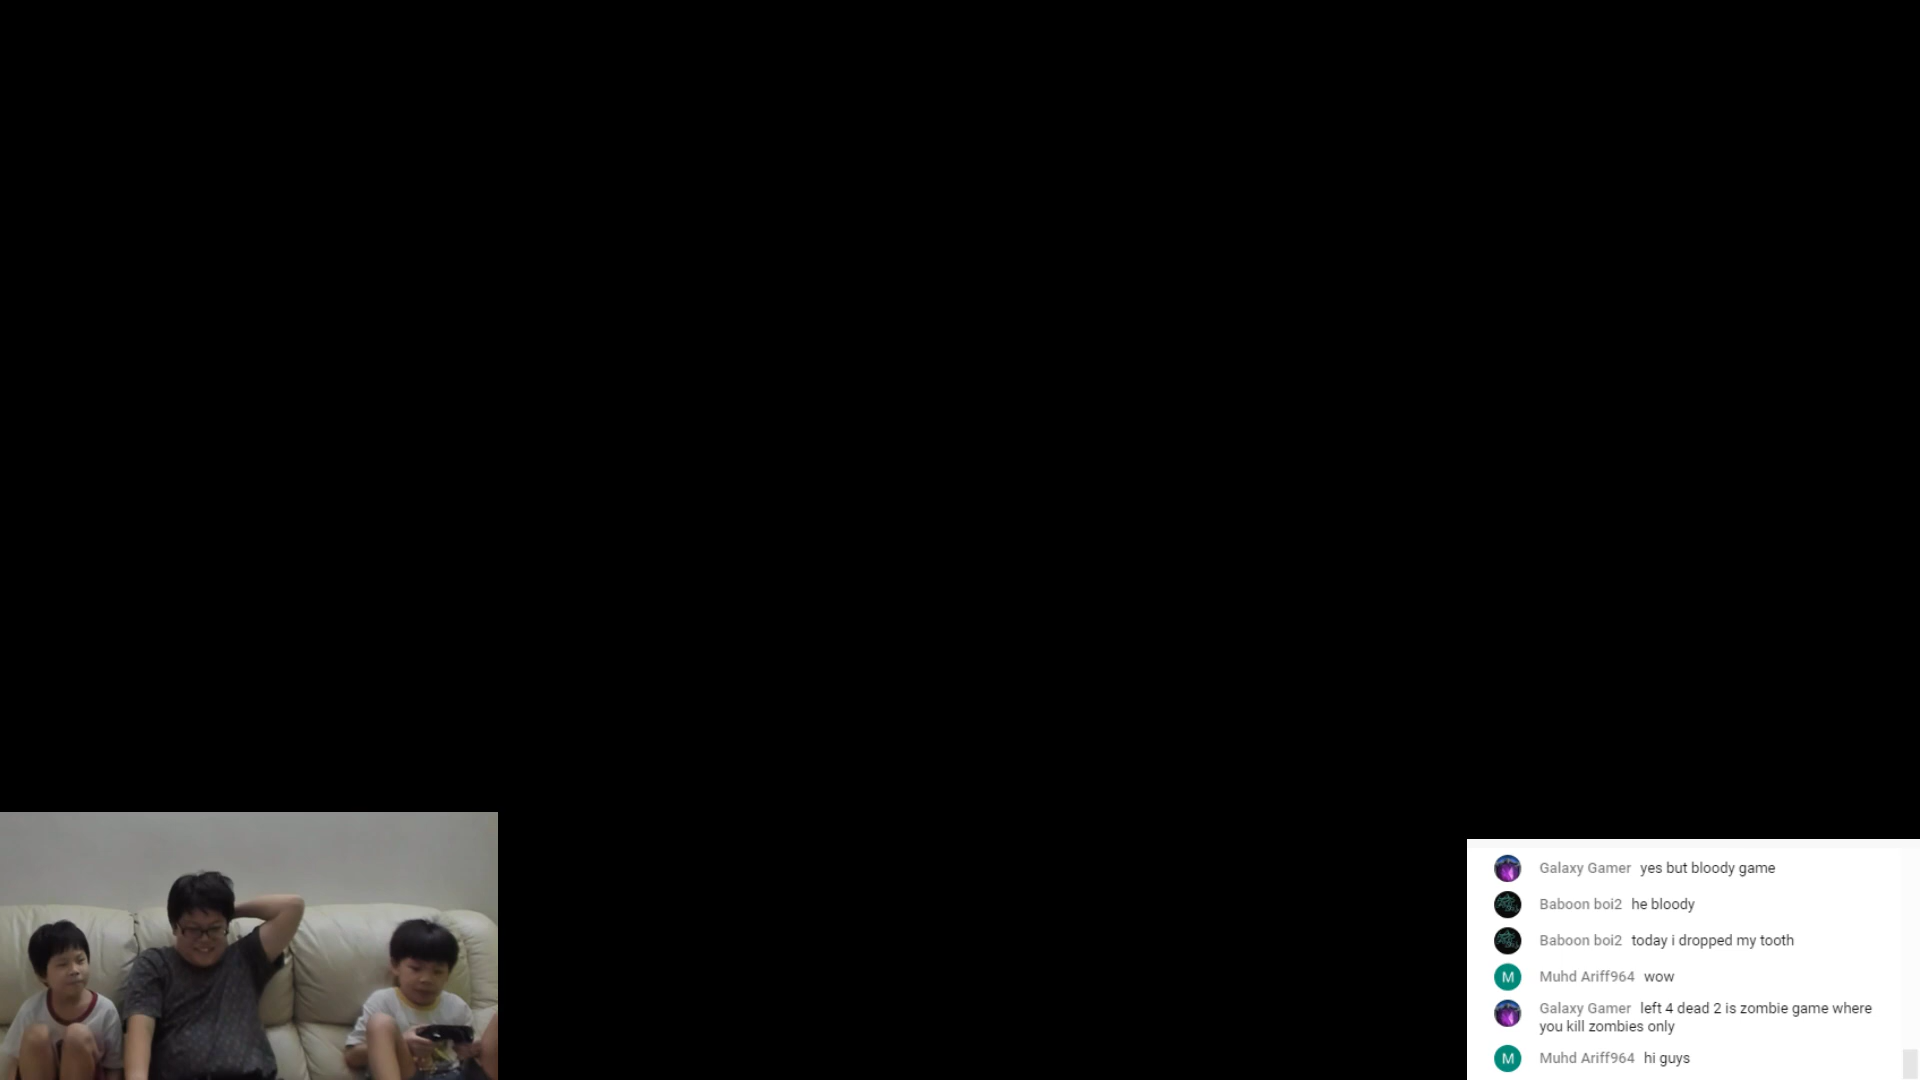 Galaxy Gamer yes but bloody game
Baboon boi2 he bloody
Baboon boi2 today i dropped my tooth
M Muhd Ariff964 wow
Galaxy Gamer left 4 dead 2 is zombie game where
you kill zombies only
M Muhd Ariff964 hi guys